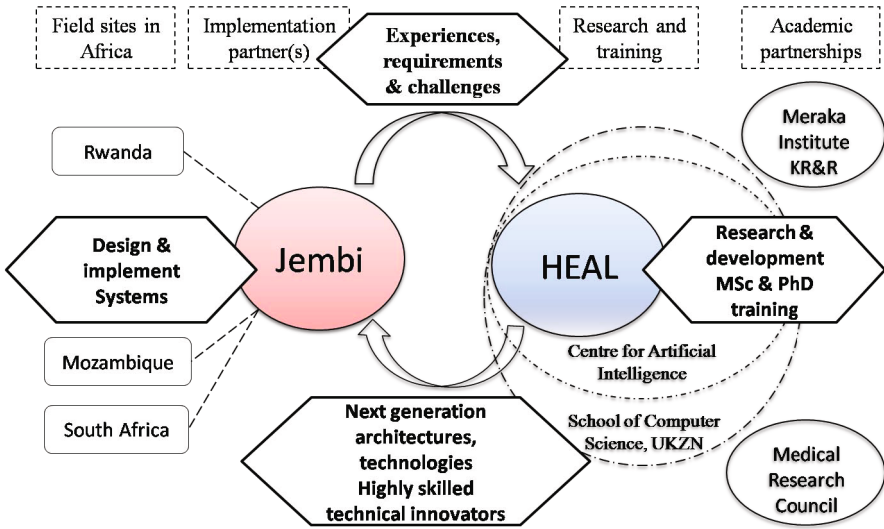 Field sites in
Africa
Implementation
partner(s)
Experiences,
requirements
& challenges
Research and
training
Academic
partnerships
Meraka
Institute
KR&R
Rwanda
Design &
implement
Systems
Jembi
HEAL
Research &
development
MSc & PhD
training
Mozambique
South Africa
Centre for Artificial
Intelligence
School of Computer
Science, UKZN
Next generation
architectures,
technologies
Highly skilled
technical innovators
Medical
Research
Council